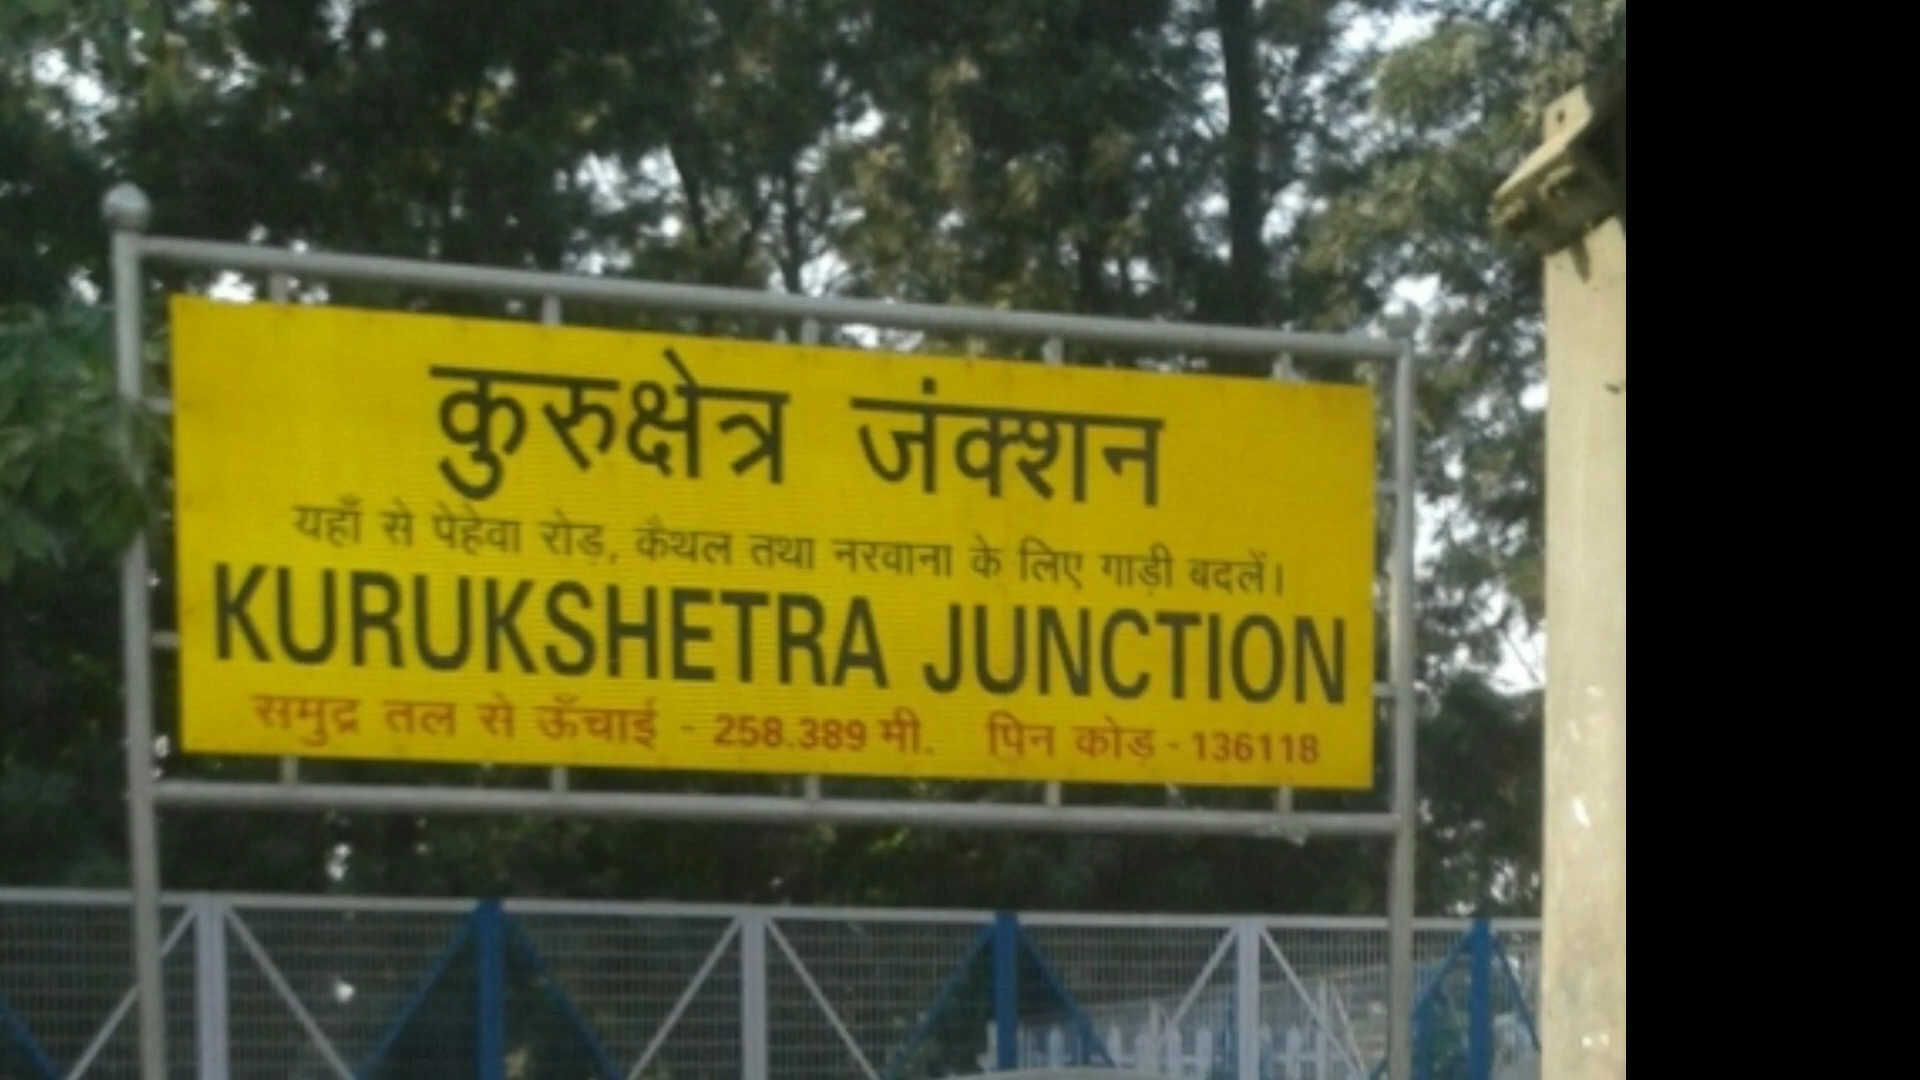 कुरुक्षेत्र जंक्शन
यहाँ से पेहेवा रोड़, कैथल तथा नरवाना के लिए गाड़ी बदलें।
KURUKSHETRA JUNCTION
समुद्र तल से ऊँचाई - 258.389 मी. पिन कोड़ - 136118